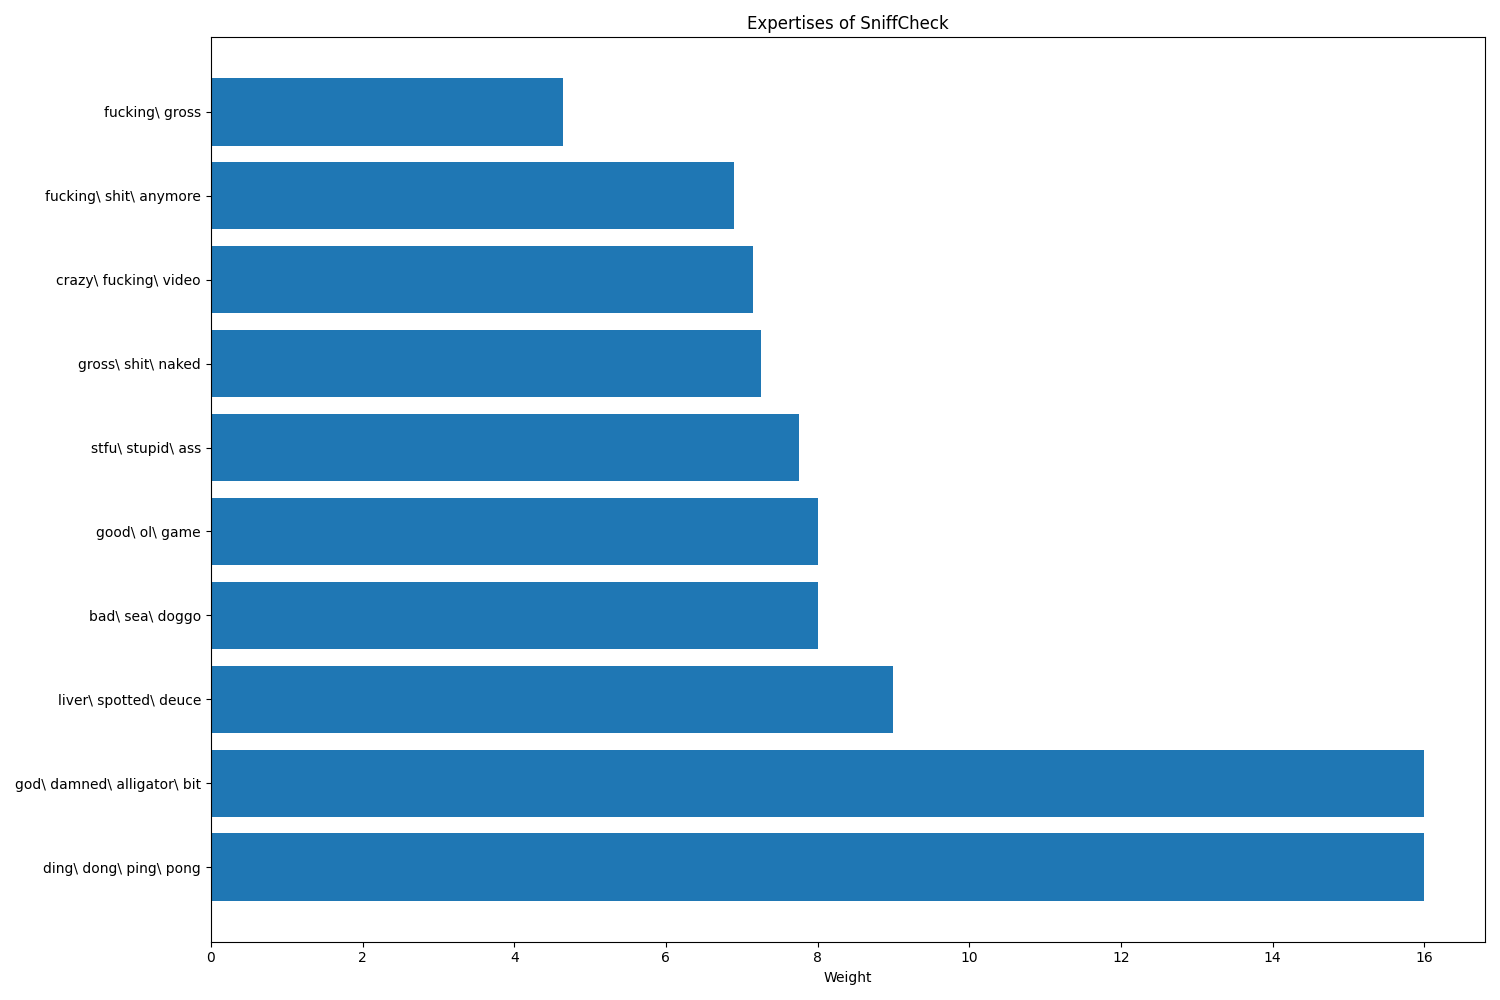 Expertises of SniffCheck
fucking\ gross
fucking\ shit\ anymore
crazy\ fucking\ video
gross\ shit\ naked
stfu\ stupid\ ass
good\ ol\ game
bad\ sea\ doggo
liver\ spotted\ deuce
god\ damned\ alligator\ bit
ding\ dong\ ping\ pong
0 2 4 6 8 10 12 14 16
Weight